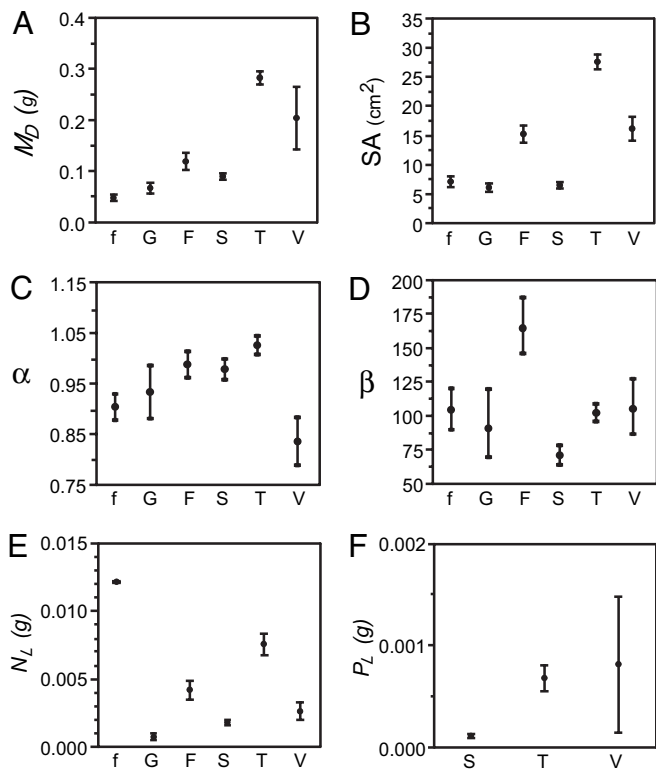 A
M_D (g)
0.4
0.3
0.2
0.1
0.0
f G F S T V
B
SA (cm²)
40
35
30
25
20
15
10
5
0
f G F S T V
C
α
1.15
1.05
0.95
0.85
0.75
f G F S T V
D
β
200
175
150
125
100
75
50
f G F S T V
E
N_L (g)
0.015
0.010
0.005
0.000
f G F S T V
F
P_L (g)
0.002
0.001
0.000
S T V